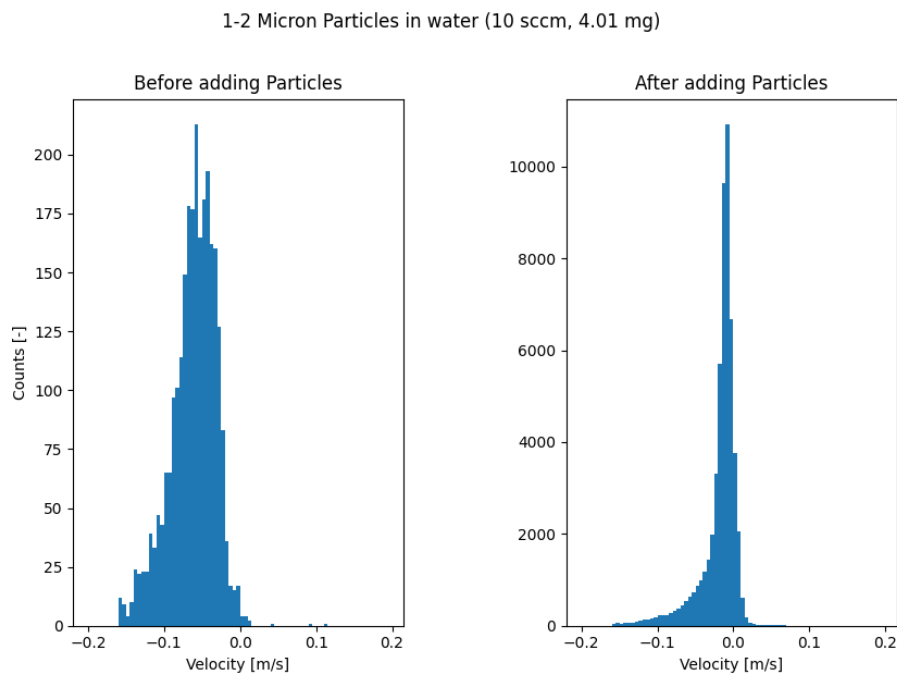 1-2 Micron Particles in water (10 sccm, 4.01 mg)
Before adding Particles
200
175
150
125
100
75
50
25
0
Counts [-]
−0.2 −0.1 0.0 0.1 0.2
Velocity [m/s]
After adding Particles
10000
8000
6000
4000
2000
0
−0.2 −0.1 0.0 0.1 0.2
Velocity [m/s]